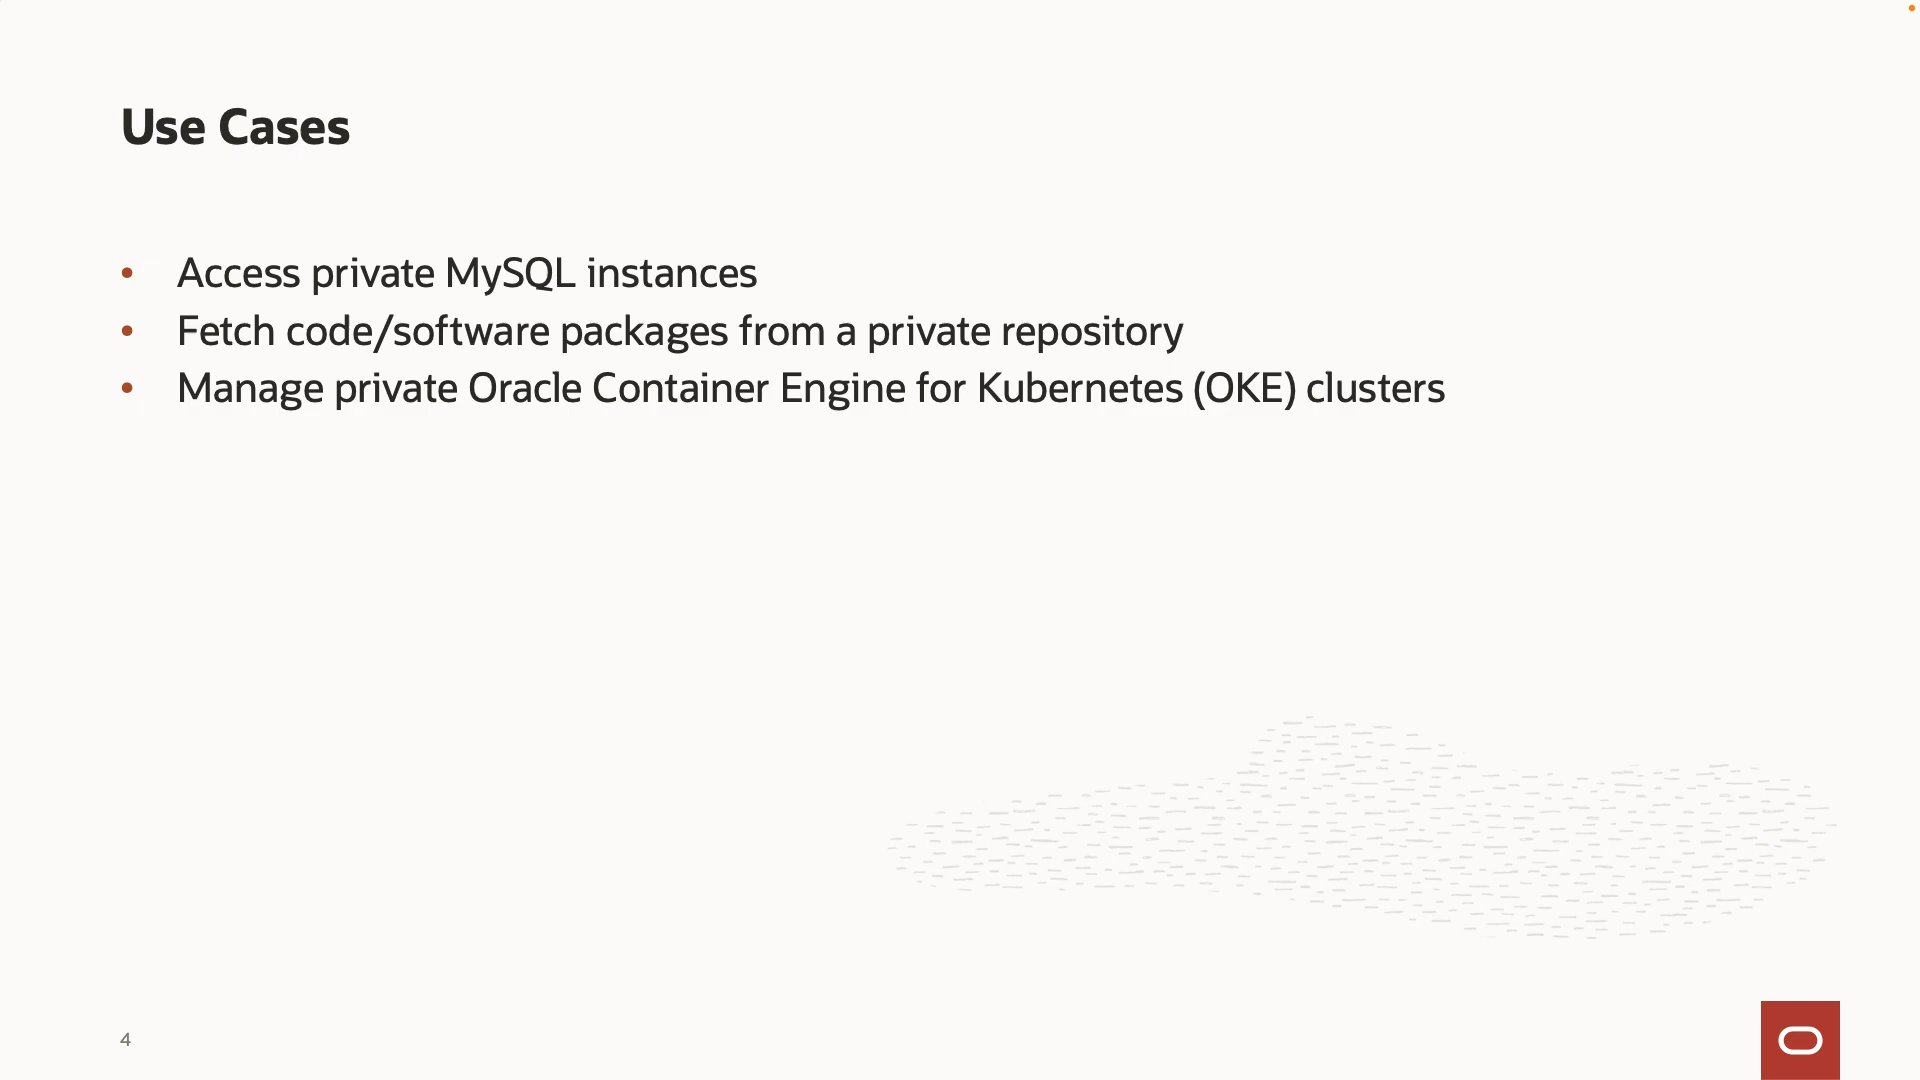 Use Cases
• Access private MySQL instances
• Fetch code/software packages from a private repository
• Manage private Oracle Container Engine for Kubernetes (OKE) clusters
4